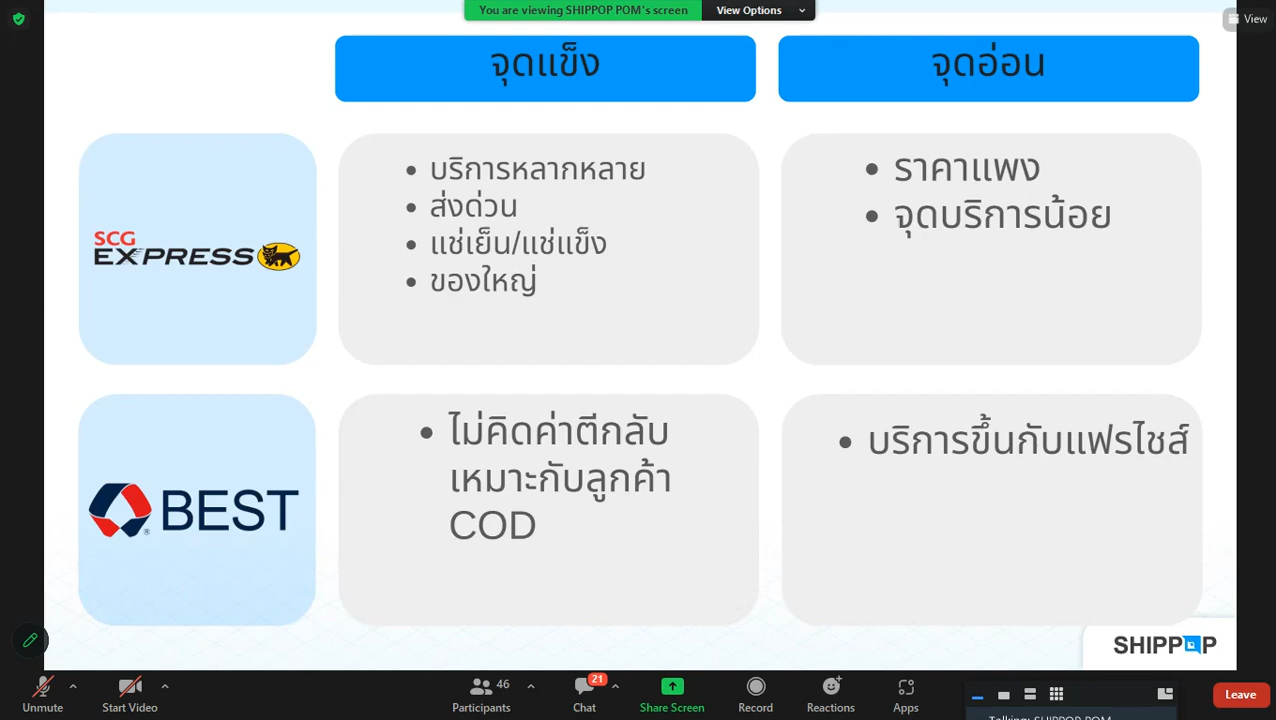 You are viewing SHIPPOP POM's screen
View Options
View
จุดแข็ง
จุดอ่อน
SCG
EXPRESS
• บริการหลากหลาย
• ส่งด่วน
• แช่เย็น/แช่แข็ง
• ของใหญ่
• ราคาแพง
• จุดบริการน้อย
BEST
• ไม่คิดค่าตีกลับ
เหมาะกับลูกค้า
COD
• บริการขึ้นกับแฟรไชส์
SHIPPOP
Unmute
Start Video
46
Participants
21
Chat
Share Screen
Record
Reactions
Apps
Talking: SHIPPOP POM
Leave